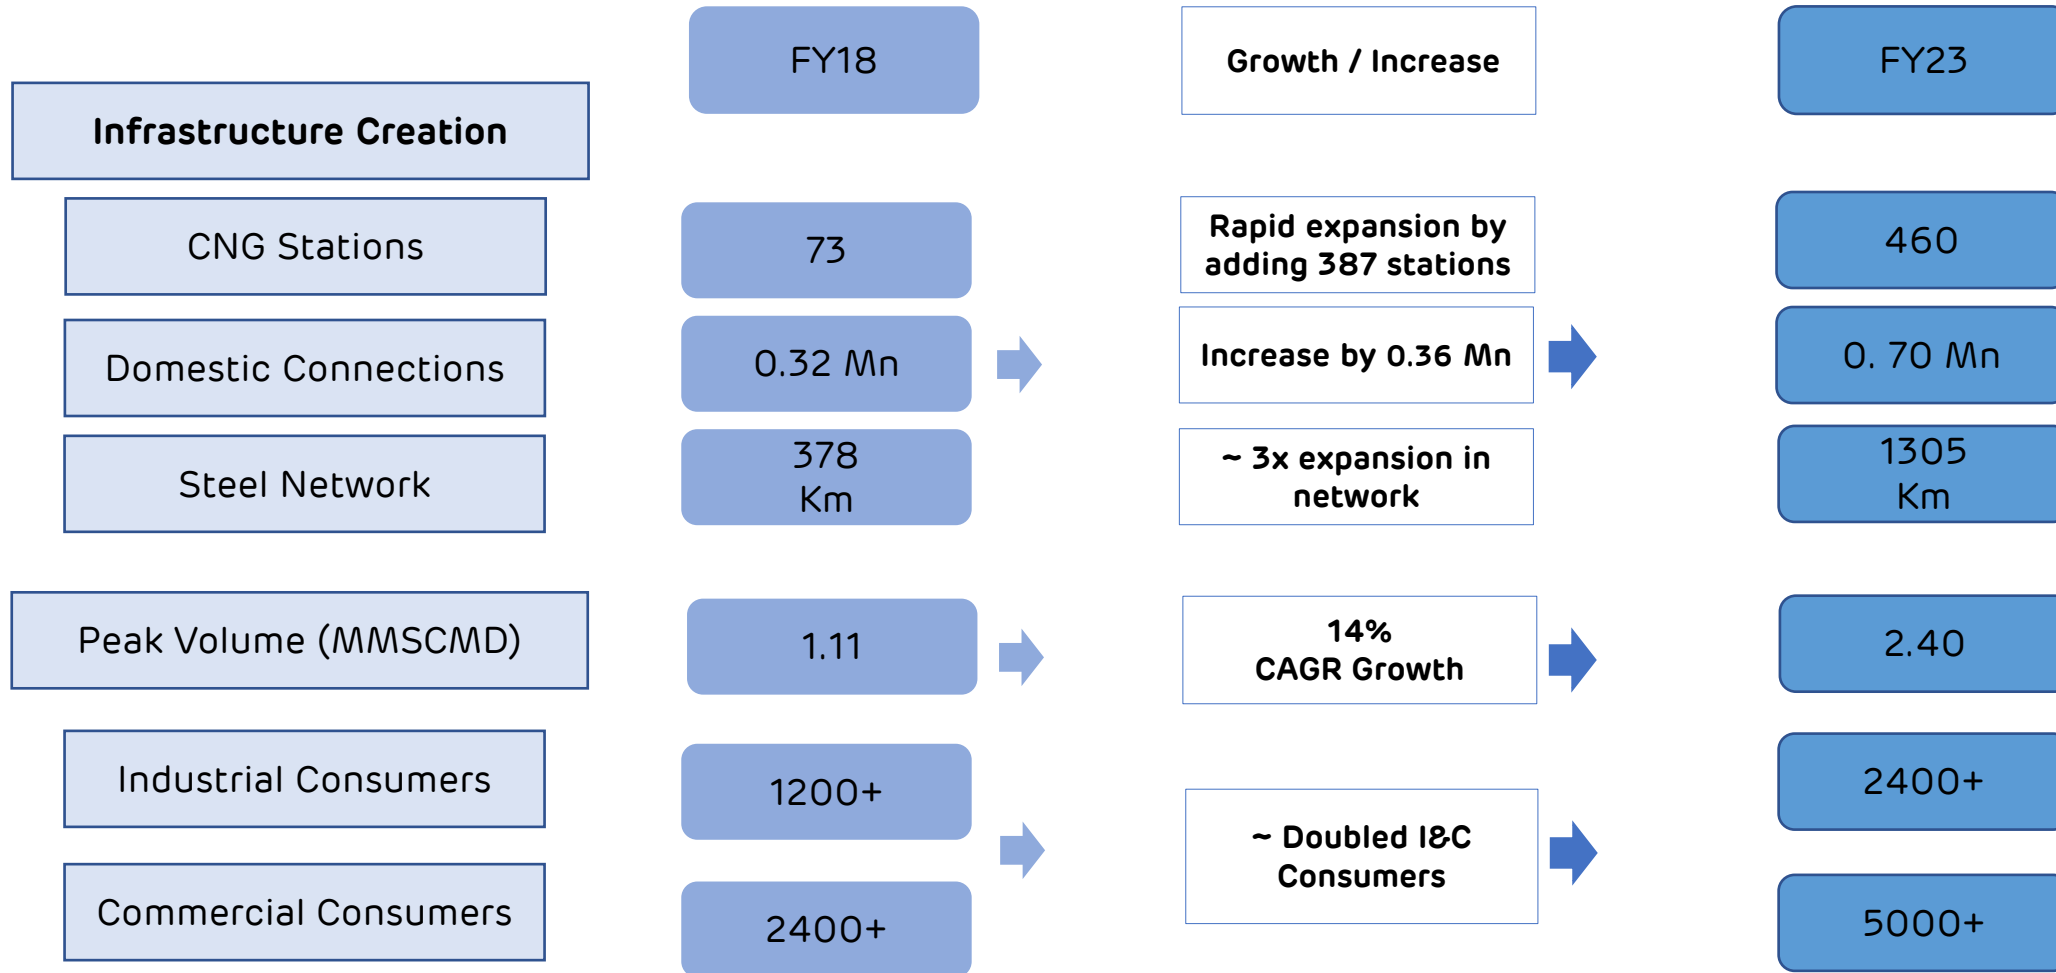 FY18
Growth / Increase
FY23
Infrastructure Creation
CNG Stations
73
Rapid expansion by
adding 387 stations
460
Domestic Connections
0.32 Mn
Increase by 0.36 Mn
0. 70 Mn
Steel Network
378
Km
~ 3x expansion in
network
1305
Km
Peak Volume (MMSCMD)
1.11
14%
CAGR Growth
2.40
Industrial Consumers
1200+
~ Doubled I&C
Consumers
2400+
Commercial Consumers
2400+
5000+